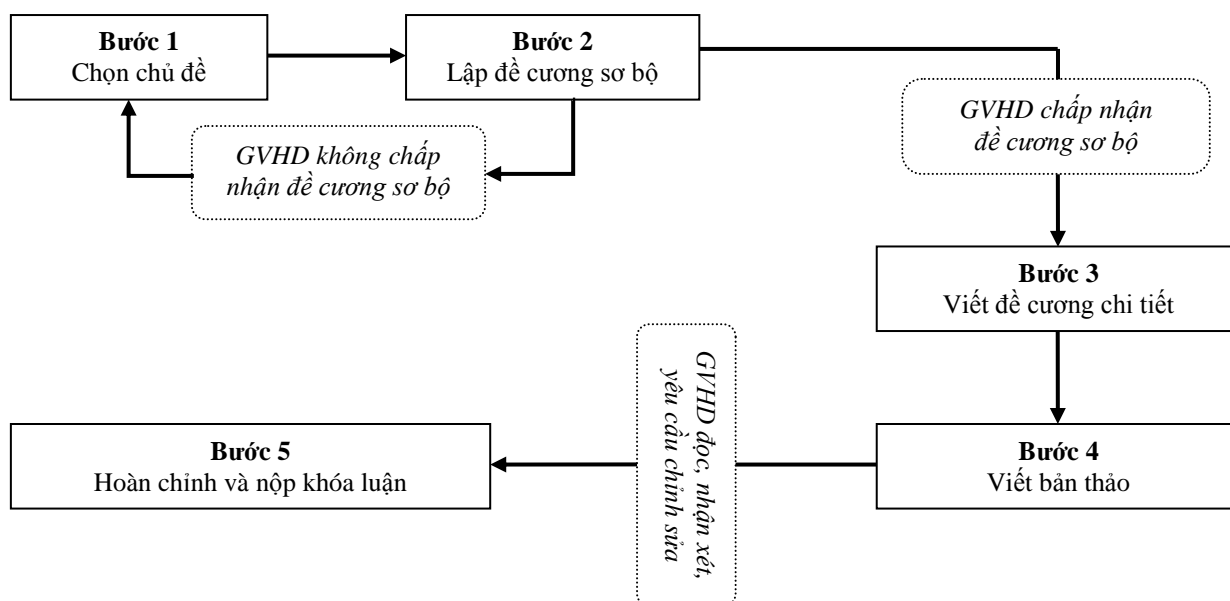 Bước 1
Chọn chủ đề
Bước 2
Lập đề cương sơ bộ
GVHD không chấp
nhận đề cương sơ bộ
GVHD chấp nhận
đề cương sơ bộ
Bước 3
Viết đề cương chi tiết
Bước 4
Viết bản thảo
GVHD đọc, nhận xét,
yêu cầu chỉnh sửa
Bước 5
Hoàn chỉnh và nộp khóa luận